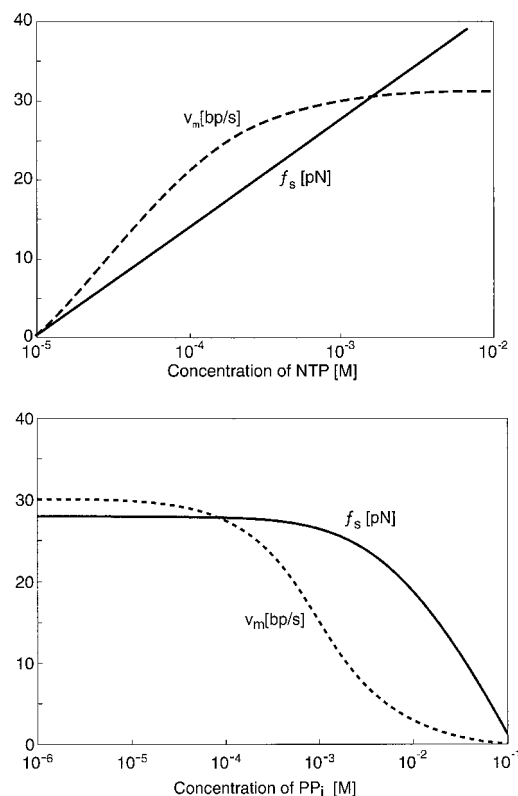 40
30
20
10
0
v_m[bp/s]
f_s [pN]
10^-5 10^-4 10^-3 10^-2
Concentration of NTP [M]
40
30
20
10
0
f_s [pN]
v_m[bp/s]
10^-6 10^-5 10^-4 10^-3 10^-2 10^-1
Concentration of PP_i [M]